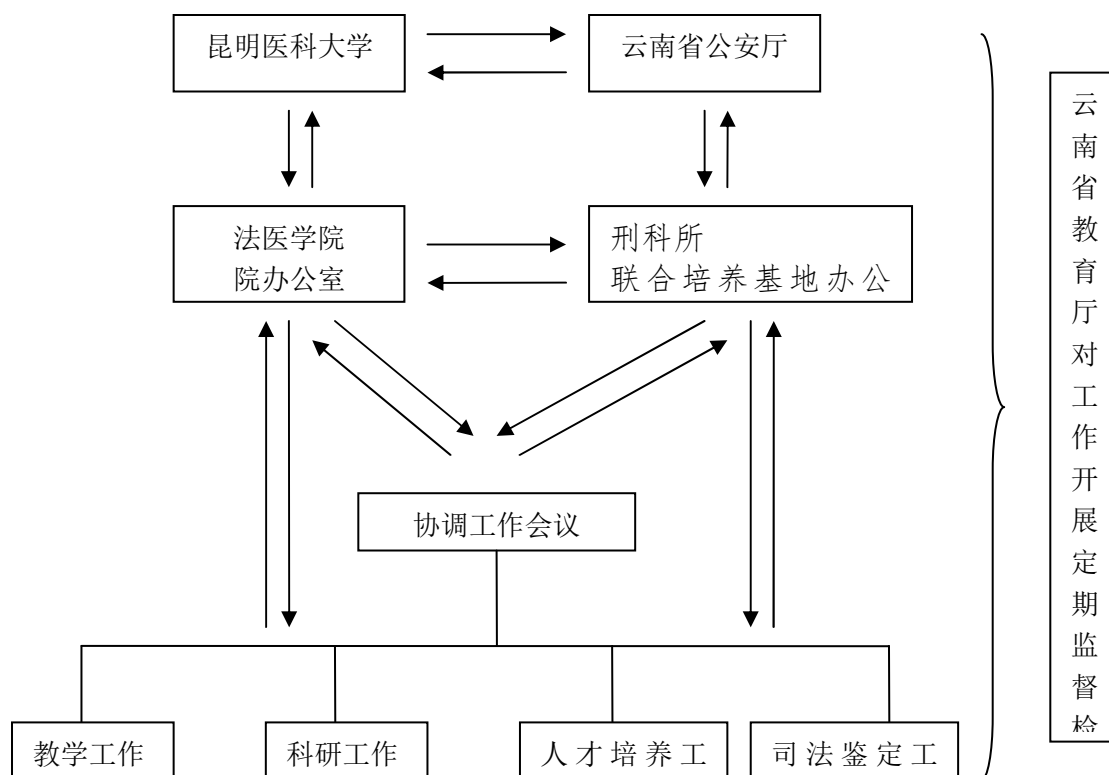 昆明医科大学
云南省公安厅
法医学院
院办公室
刑科所
联合培养基地办公
协调工作会议
教学工作
科研工作
人才培养工
司法鉴定工
云南省教育厅对工作开展定期监督检